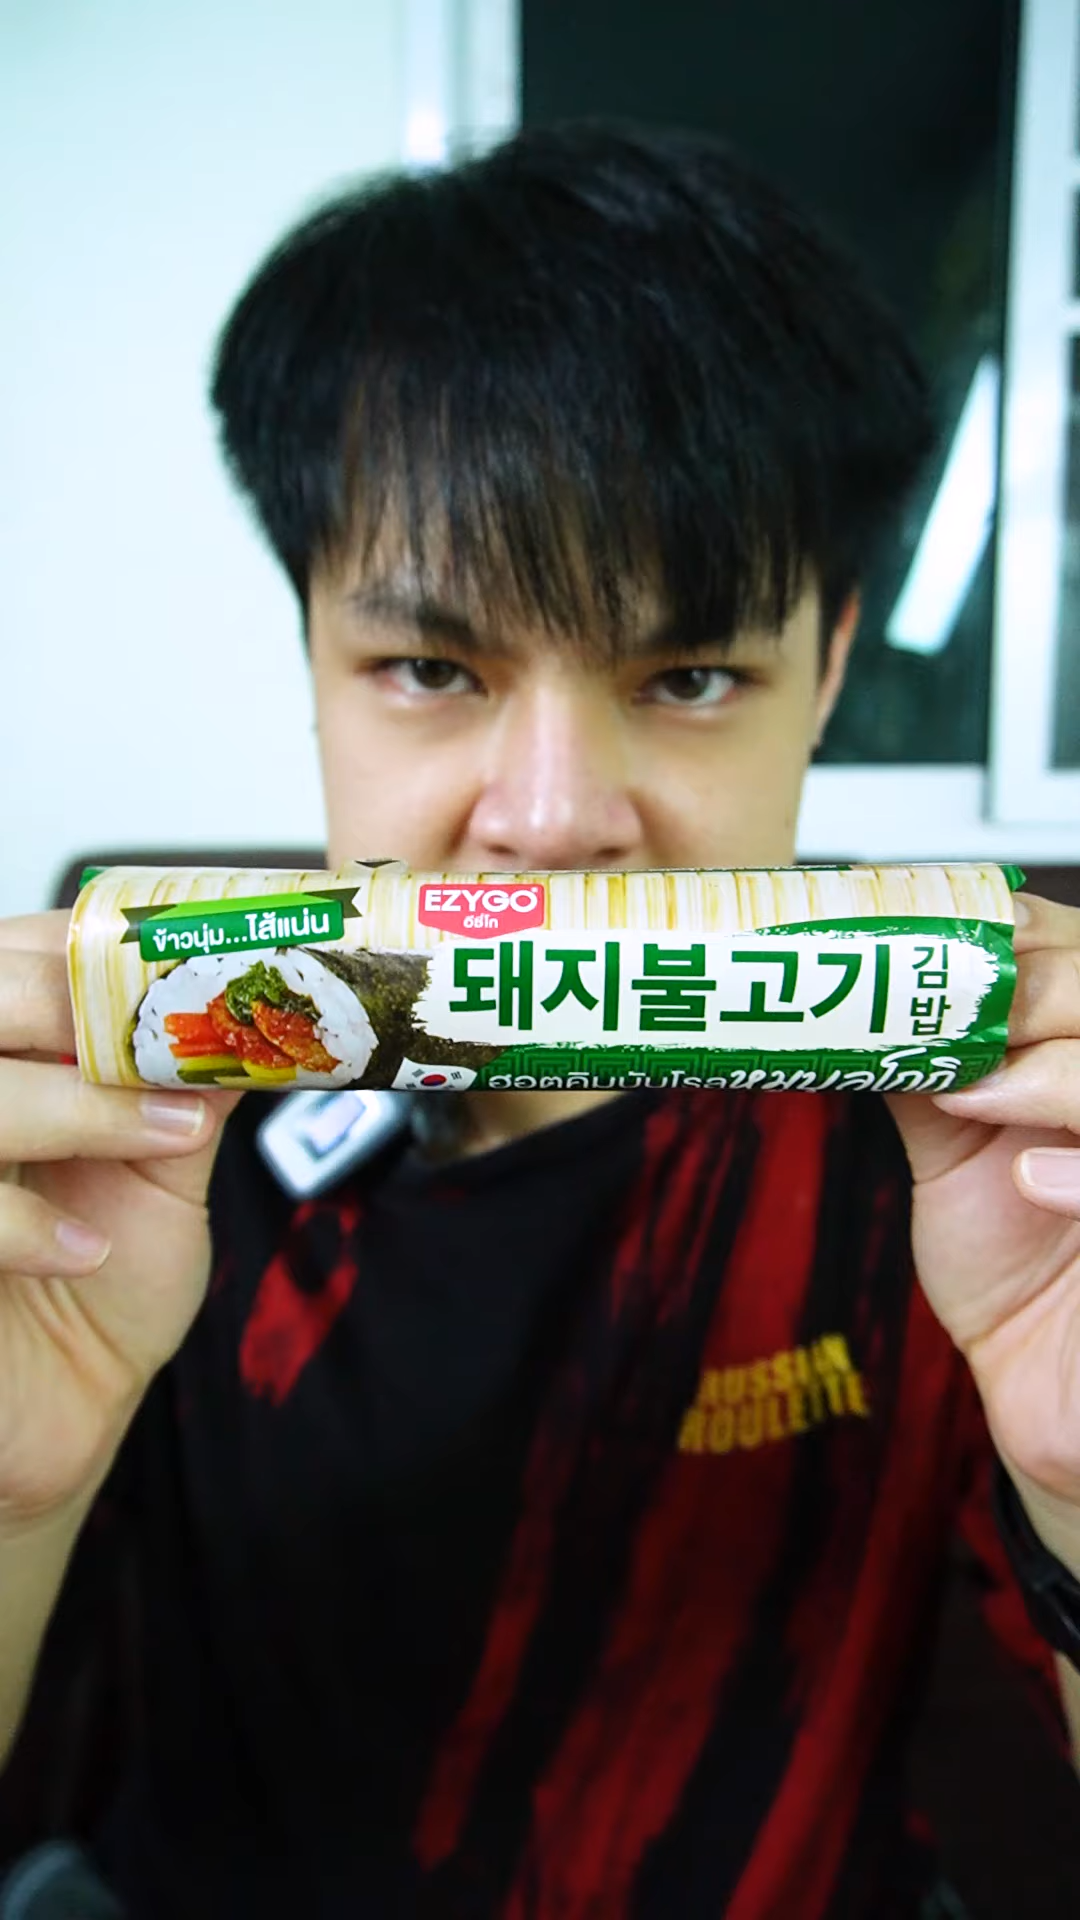 EZYGO
อีซี่โก
ข้าวนุ่ม...ไส้แน่น
돼지불고기
김밥
ฮอตคิมบับโรลหมูบูลโกกิ
RUSSIAN
ROULETTE